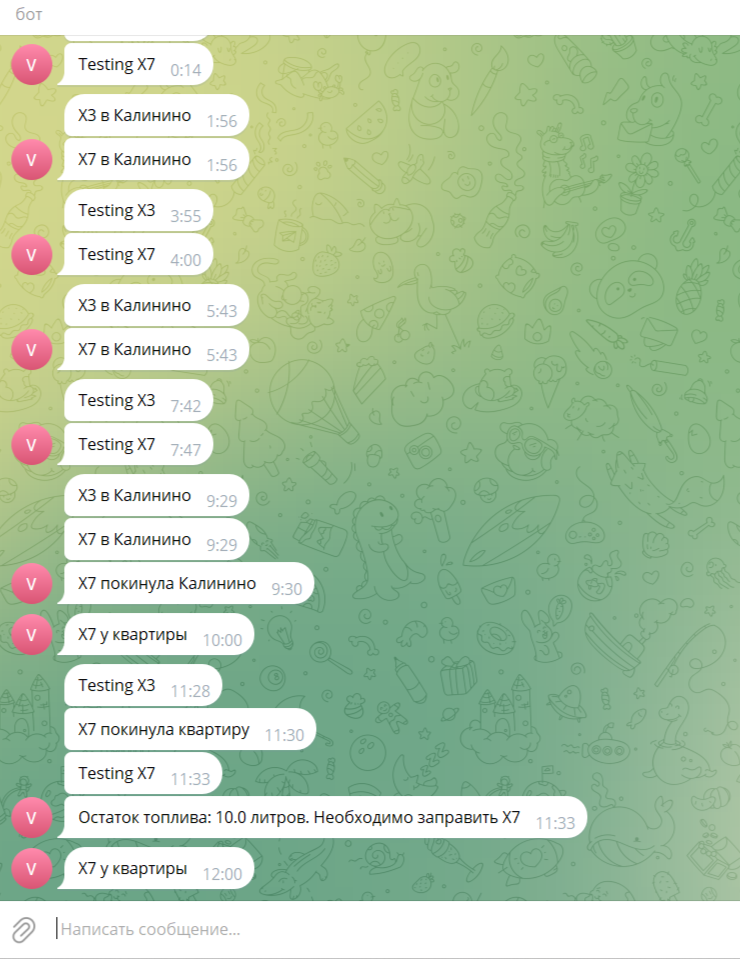 бот
V
Testing X7 0:14
X3 в Калинино 1:56
V
X7 в Калинино 1:56
Testing X3 3:55
V
Testing X7 4:00
X3 в Калинино 5:43
V
X7 в Калинино 5:43
Testing X3 7:42
V
Testing X7 7:47
X3 в Калинино 9:29
X7 в Калинино 9:29
V
X7 покинула Калинино 9:30
V
X7 у квартиры 10:00
Testing X3 11:28
X7 покинула квартиру 11:30
Testing X7 11:33
V
Остаток топлива: 10.0 литров. Необходимо заправить X7 11:33
V
X7 у квартиры 12:00
Написать сообщение...